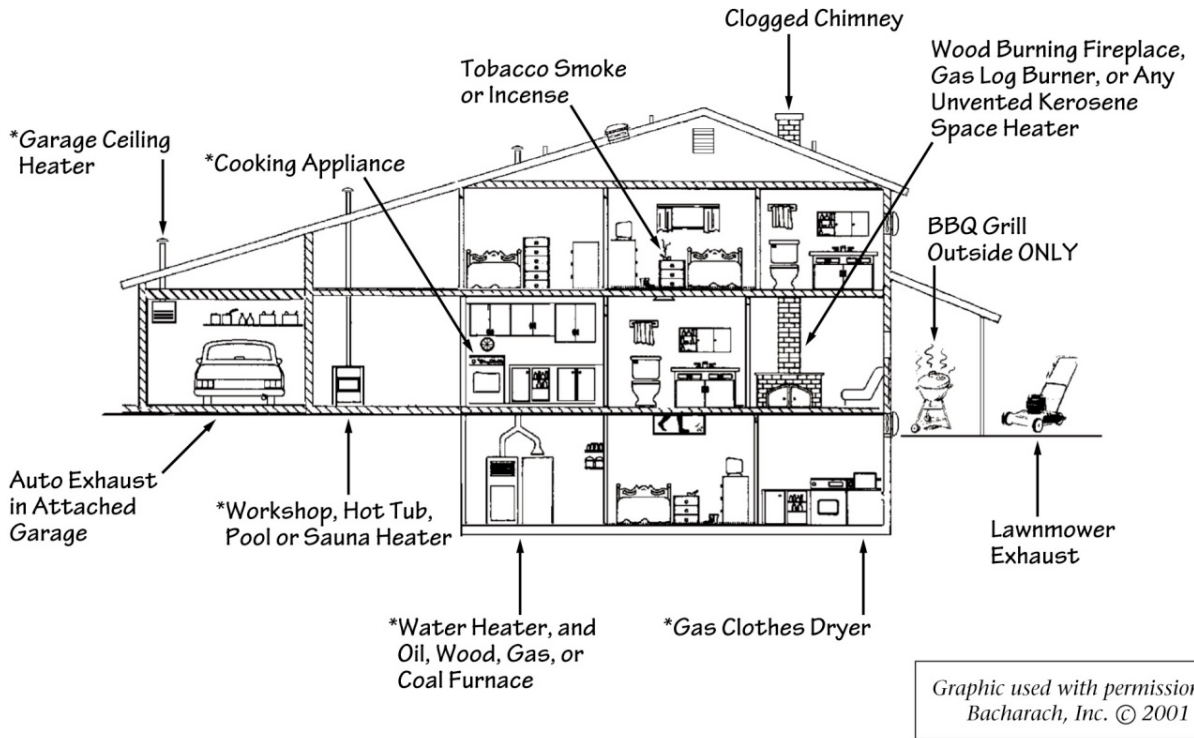 Clogged Chimney
Wood Burning Fireplace,
Gas Log Burner, or Any
Unvented Kerosene
Space Heater
Tobacco Smoke
or Incense
*Garage Ceiling
Heater
*Cooking Appliance
BBQ Grill
Outside ONLY
Auto Exhaust
in Attached
Garage
*Workshop, Hot Tub,
Pool or Sauna Heater
Lawnmower
Exhaust
*Water Heater, and
Oil, Wood, Gas, or
Coal Furnace
*Gas Clothes Dryer
Graphic used with permission
Bacharach, Inc. © 2001